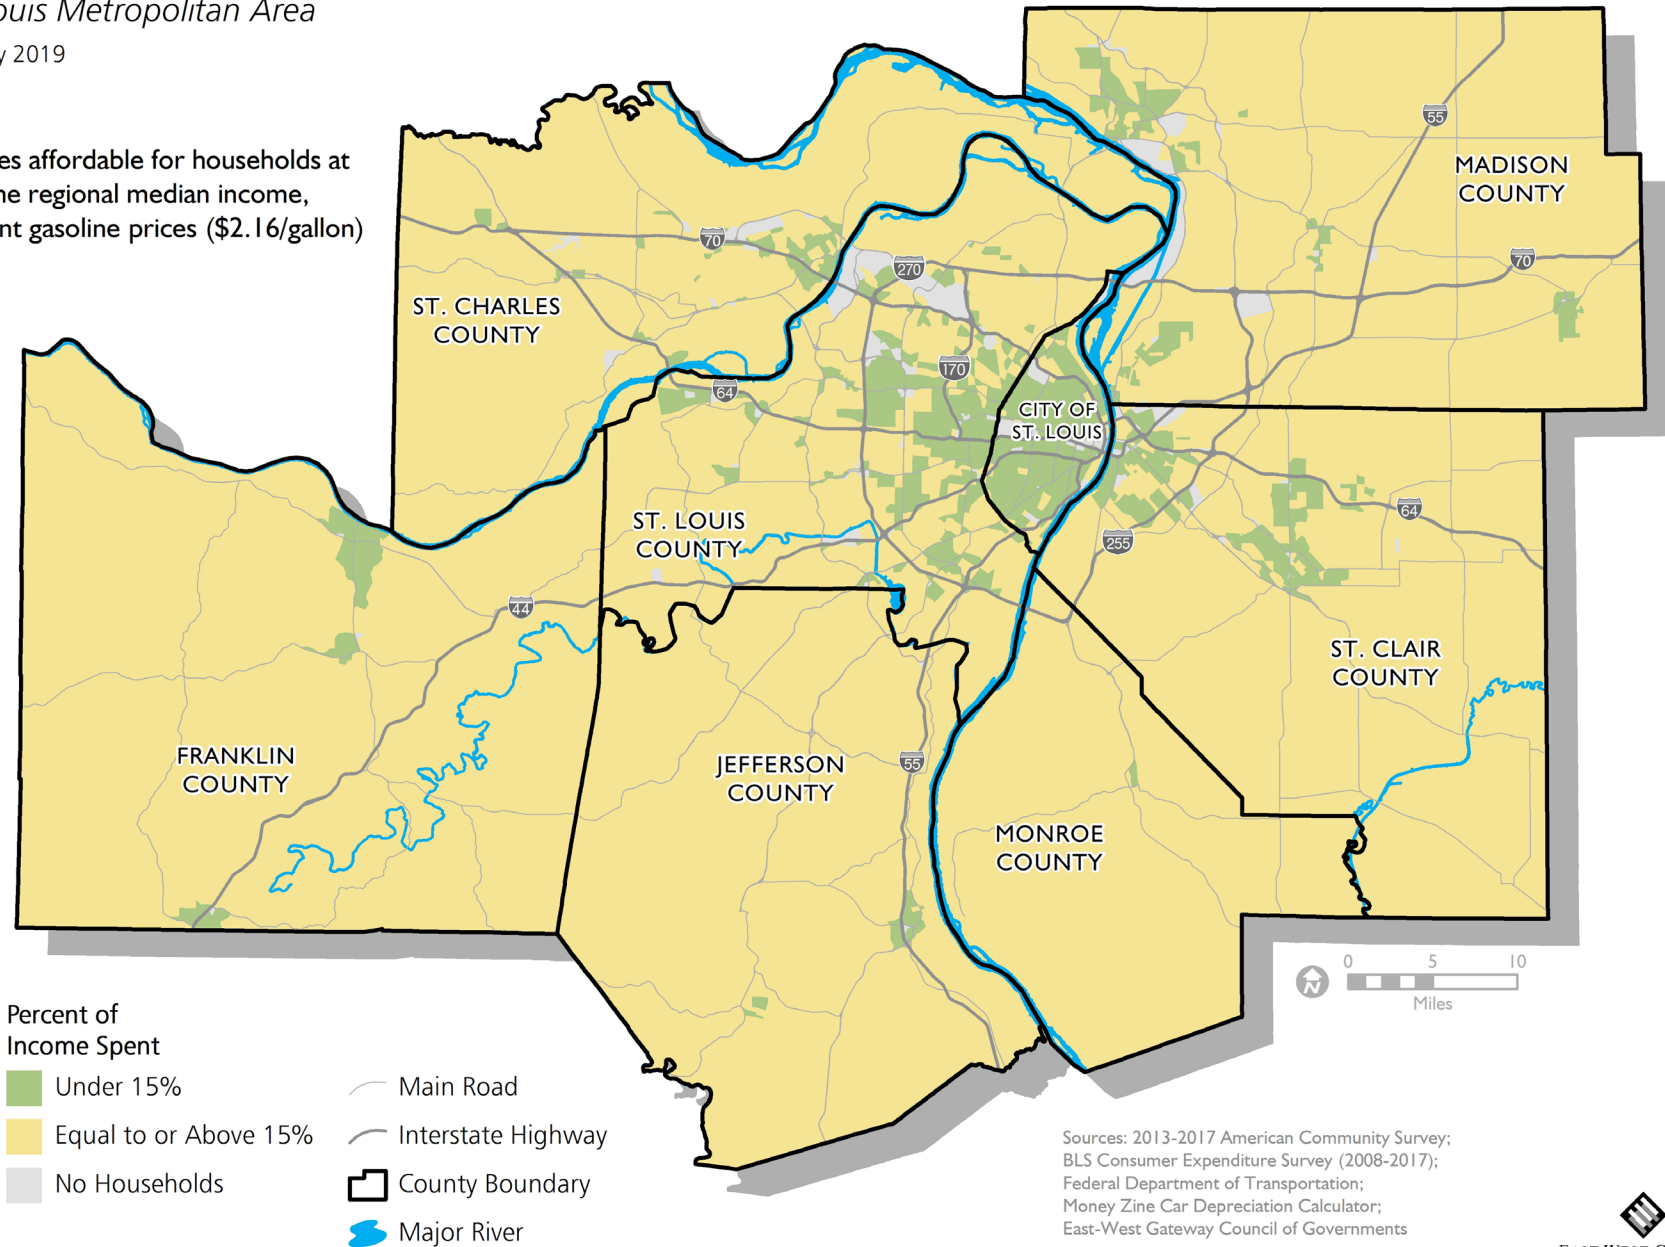 ouis Metropolitan Area
y 2019
es affordable for households at
he regional median income,
nt gasoline prices ($2.16/gallon)
55
MADISON
COUNTY
70
70
270
ST. CHARLES
COUNTY
170
64
CITY OF
ST. LOUIS
64
ST. LOUIS
COUNTY
255
44
ST. CLAIR
COUNTY
FRANKLIN
COUNTY
JEFFERSON
COUNTY
55
MONROE
COUNTY
N
0 5 10
Miles
Percent of
Income Spent
Under 15%
Equal to or Above 15%
No Households
Main Road
Interstate Highway
County Boundary
Major River
Sources: 2013-2017 American Community Survey;
BLS Consumer Expenditure Survey (2008-2017);
Federal Department of Transportation;
Money Zine Car Depreciation Calculator;
East-West Gateway Council of Governments